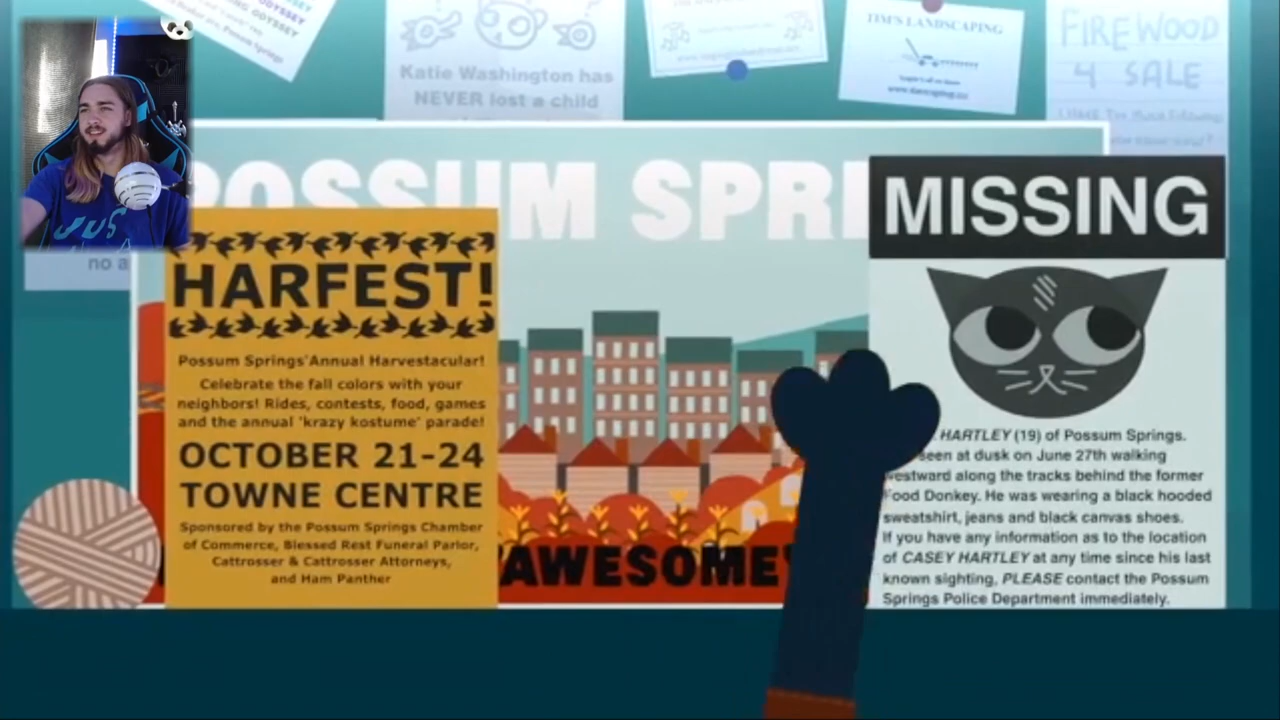 ODYSSEY
Possum Springs
Katie Washington has
NEVER lost a child
TIM'S LANDSCAPING
FIREWOOD
4 SALE
POSSUM SPRI
MISSING
no a
HARFEST!
Possum Springs' Annual Harvestacular!
Celebrate the fall colors with your
neighbors! Rides, contests, food, games
and the annual 'krazy kostume' parade!
OCTOBER 21-24
TOWNE CENTRE
Sponsored by the Possum Springs Chamber
of Commerce, Blessed Rest Funeral Parlor,
Cattrosser & Cattrosser Attorneys,
and Ham Panther
"AWESOME"
HARTLEY (19) of Possum Springs.
seen at dusk on June 27th walking
westward along the tracks behind the former
Food Donkey. He was wearing a black hooded
sweatshirt, jeans and black canvas shoes.
If you have any information as to the location
of CASEY HARTLEY at any time since his last
known sighting, PLEASE contact the Possum
Springs Police Department immediately.